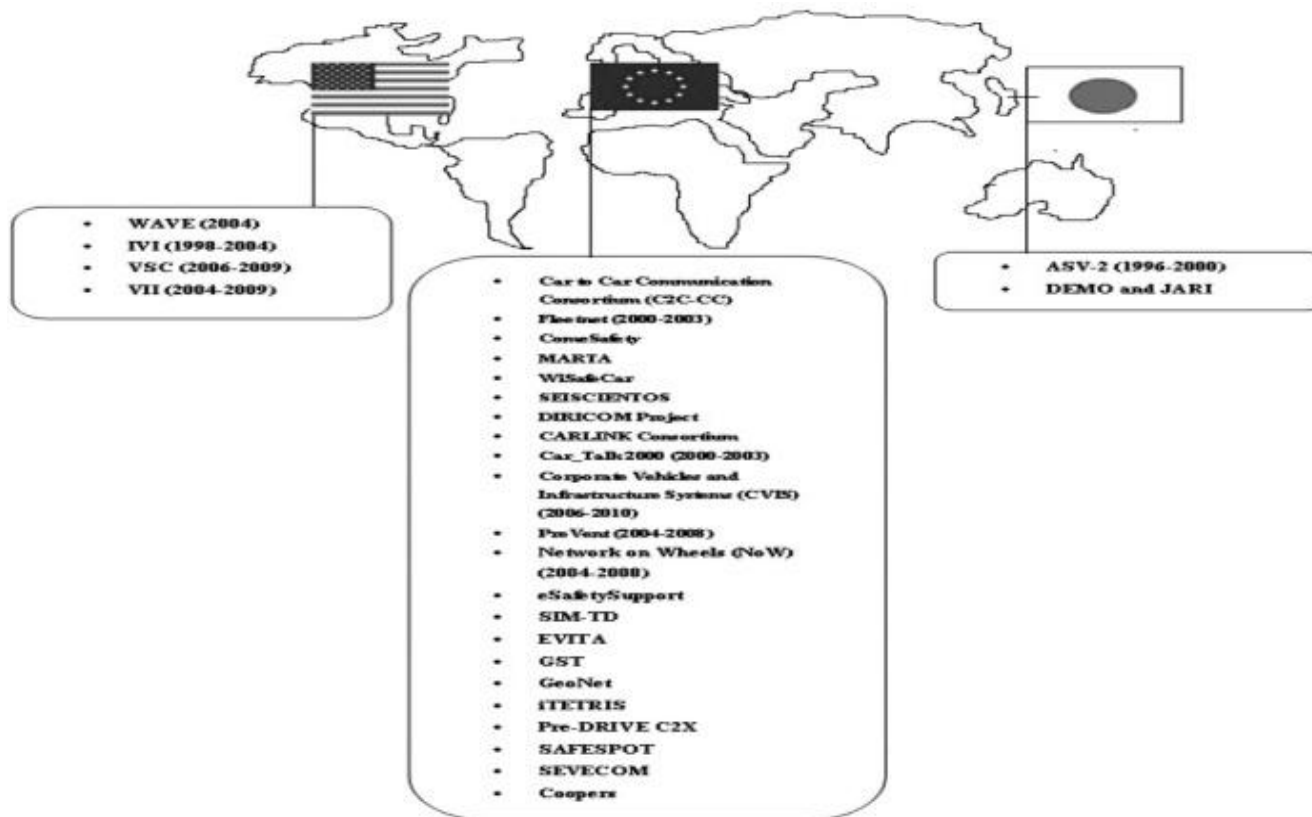 • WAVE (2004)
• IVI (1998-2004)
• VSC (2006-2009)
• VII (2004-2009)
• Car to Car Communication
Consortium (C2C-CC)
• Fleetnet (2000-2003)
• ComeSafety
• MARTA
• WiSafeCar
• SEISCIENTOS
• DIRICOM Project
• CARLINK Consortium
• Car_Talk2000 (2000-2003)
• Corporate Vehicles and
Infrastructure Systems (CVIS)
(2006-2010)
• PreVent (2004-2008)
• Network on Wheels (NoW)
(2004-2008)
• eSafetySupport
• SIM-TD
• EVITA
• GST
• GeoNet
• iTETRIS
• Pre-DRIVE C2X
• SAFESPOT
• SEVECOM
• Coopers
• ASV-2 (1996-2000)
• DEMO and JARI